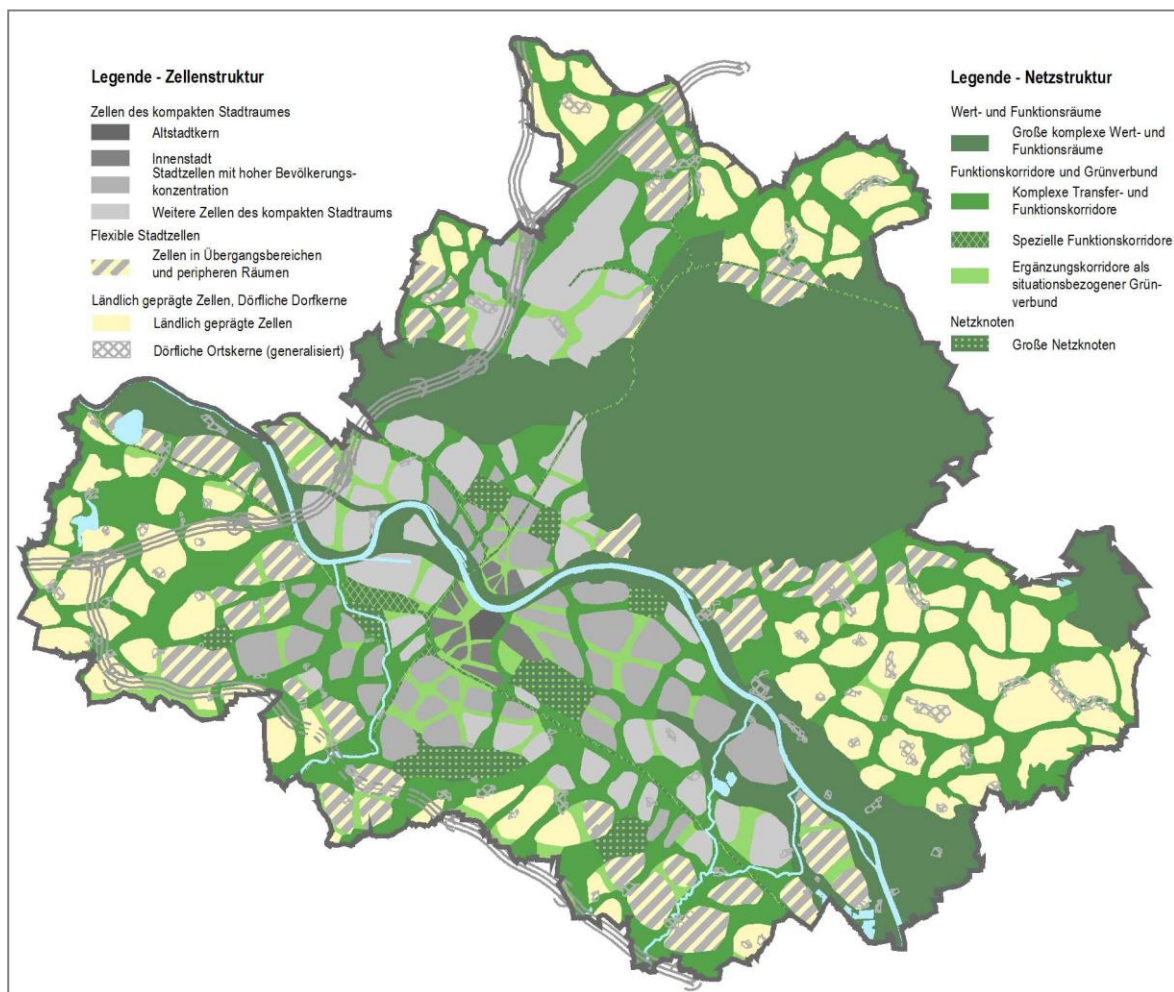 Legende - Zellenstruktur
Zellen des kompakten Stadtraumes
Altstadtkern
Innenstadt
Stadtzellen mit hoher Bevölkerungs-
konzentration
Weitere Zellen des kompakten Stadtraums
Flexible Stadtzellen
Zellen in Übergangsbereichen
und peripheren Räumen
Ländlich geprägte Zellen, Dörfliche Dorfkerne
Ländlich geprägte Zellen
Dörfliche Ortskerne (generalisiert)
Legende - Netzstruktur
Wert- und Funktionsräume
Große komplexe Wert- und
Funktionsräume
Funktionskorridore und Grünverbund
Komplexe Transfer- und
Funktionskorridore
Spezielle Funktionskorridore
Ergänzungskorridore als
situationsbezogener Grün-
verbund
Netzknoten
Große Netzknoten